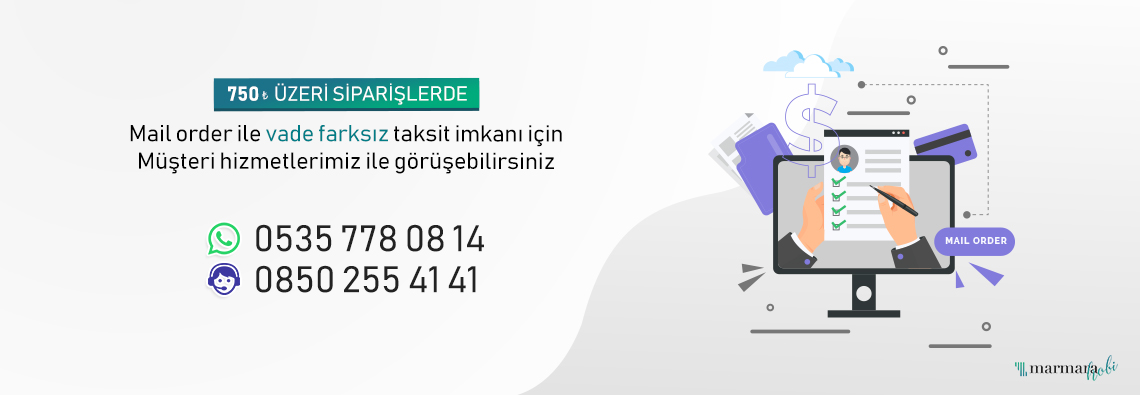 750 ₺ ÜZERİ SİPARİŞLERDE
Mail order ile vade farksız taksit imkanı için
Müşteri hizmetlerimiz ile görüşebilirsiniz
0535 778 08 14
0850 255 41 41
MAIL ORDER
marmara hobi